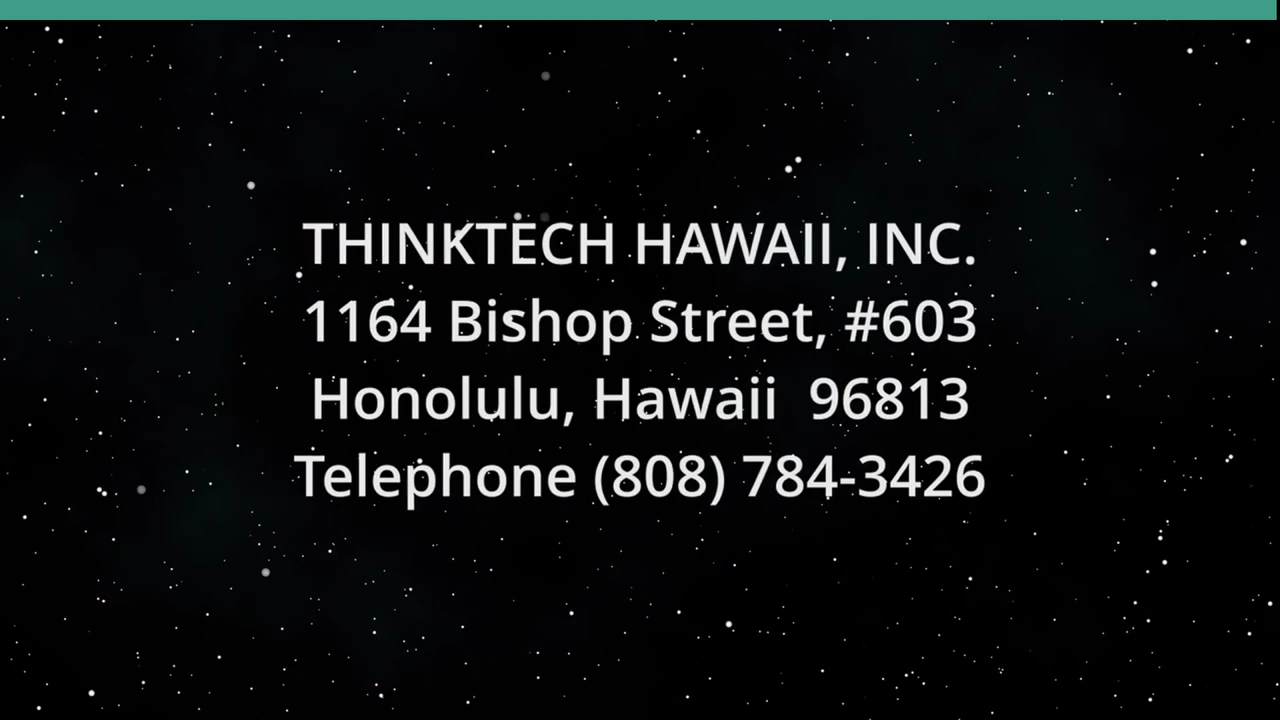 THINKTECH HAWAII, INC.
1164 Bishop Street, #603
Honolulu, Hawaii  96813
Telephone (808) 784-3426